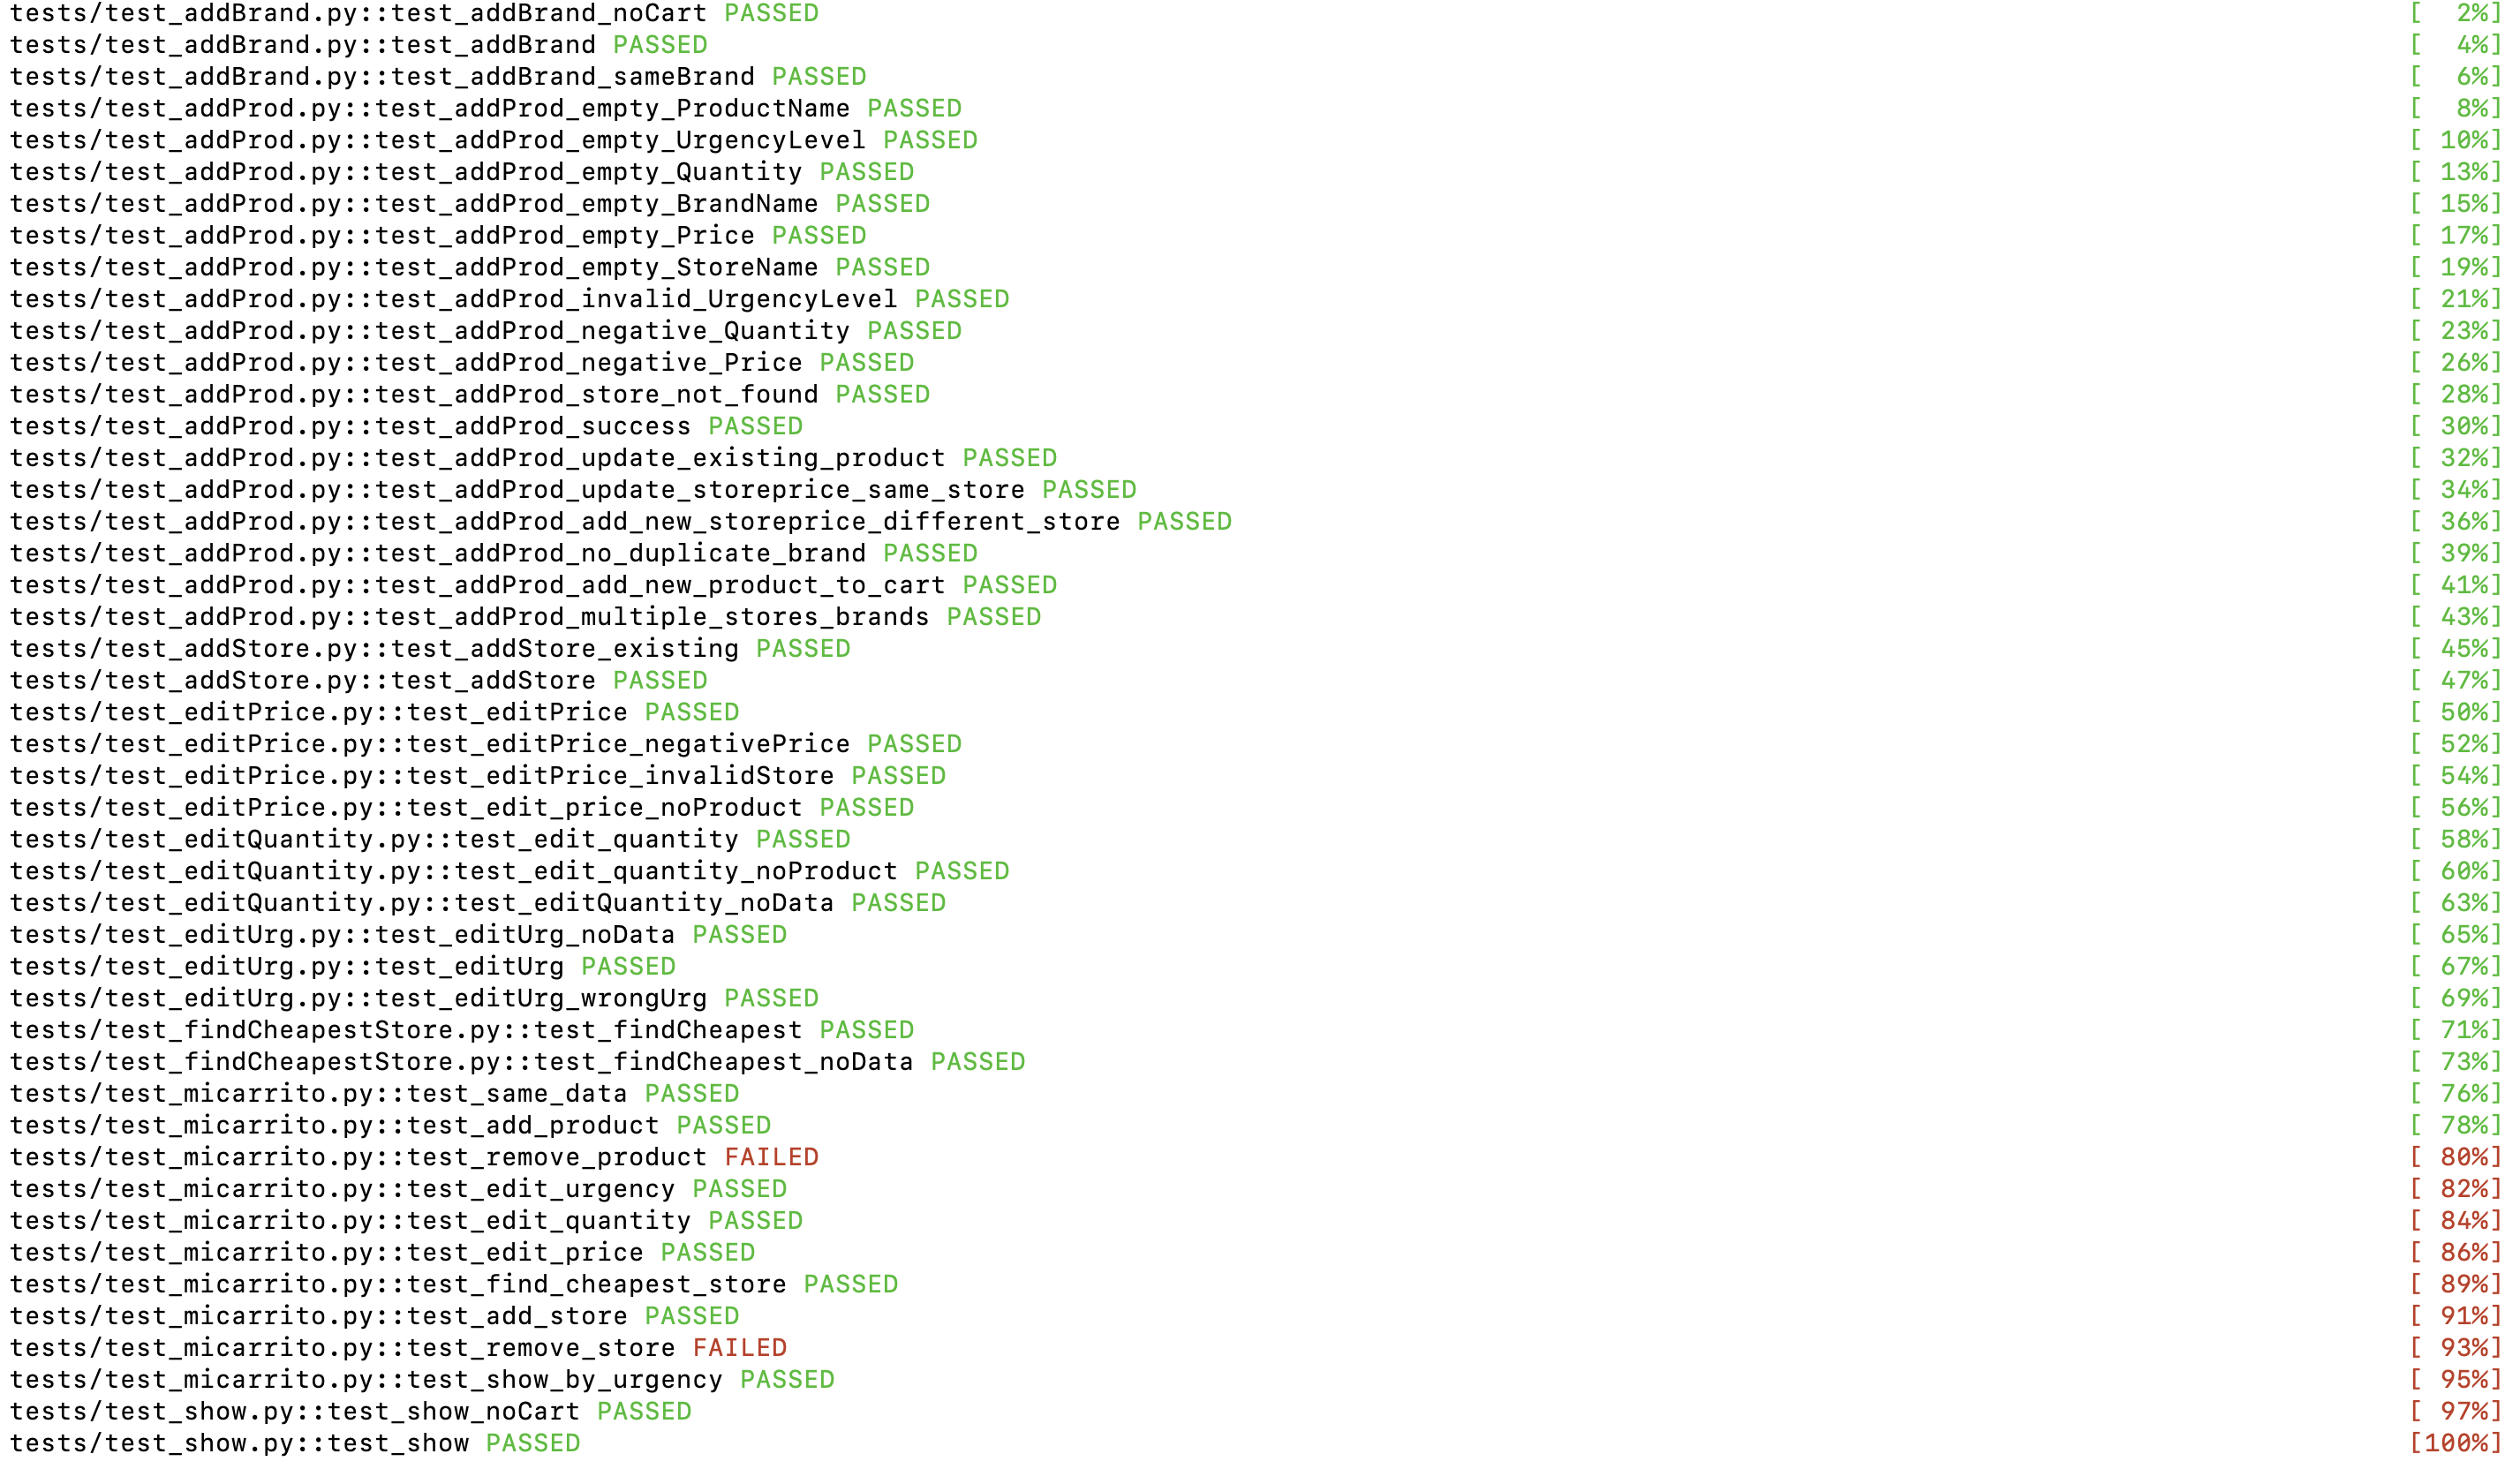 tests/test_addBrand.py::test_addBrand_noCart PASSED [  2%]
tests/test_addBrand.py::test_addBrand PASSED [  4%]
tests/test_addBrand.py::test_addBrand_sameBrand PASSED [  6%]
tests/test_addProd.py::test_addProd_empty_ProductName PASSED [  8%]
tests/test_addProd.py::test_addProd_empty_UrgencyLevel PASSED [ 10%]
tests/test_addProd.py::test_addProd_empty_Quantity PASSED [ 13%]
tests/test_addProd.py::test_addProd_empty_BrandName PASSED [ 15%]
tests/test_addProd.py::test_addProd_empty_Price PASSED [ 17%]
tests/test_addProd.py::test_addProd_empty_StoreName PASSED [ 19%]
tests/test_addProd.py::test_addProd_invalid_UrgencyLevel PASSED [ 21%]
tests/test_addProd.py::test_addProd_negative_Quantity PASSED [ 23%]
tests/test_addProd.py::test_addProd_negative_Price PASSED [ 26%]
tests/test_addProd.py::test_addProd_store_not_found PASSED [ 28%]
tests/test_addProd.py::test_addProd_success PASSED [ 30%]
tests/test_addProd.py::test_addProd_update_existing_product PASSED [ 32%]
tests/test_addProd.py::test_addProd_update_storeprice_same_store PASSED [ 34%]
tests/test_addProd.py::test_addProd_add_new_storeprice_different_store PASSED [ 36%]
tests/test_addProd.py::test_addProd_no_duplicate_brand PASSED [ 39%]
tests/test_addProd.py::test_addProd_add_new_product_to_cart PASSED [ 41%]
tests/test_addProd.py::test_addProd_multiple_stores_brands PASSED [ 43%]
tests/test_addStore.py::test_addStore_existing PASSED [ 45%]
tests/test_addStore.py::test_addStore PASSED [ 47%]
tests/test_editPrice.py::test_editPrice PASSED [ 50%]
tests/test_editPrice.py::test_editPrice_negativePrice PASSED [ 52%]
tests/test_editPrice.py::test_editPrice_invalidStore PASSED [ 54%]
tests/test_editPrice.py::test_edit_price_noProduct PASSED [ 56%]
tests/test_editQuantity.py::test_edit_quantity PASSED [ 58%]
tests/test_editQuantity.py::test_edit_quantity_noProduct PASSED [ 60%]
tests/test_editQuantity.py::test_editQuantity_noData PASSED [ 63%]
tests/test_editUrg.py::test_editUrg_noData PASSED [ 65%]
tests/test_editUrg.py::test_editUrg PASSED [ 67%]
tests/test_editUrg.py::test_editUrg_wrongUrg PASSED [ 69%]
tests/test_findCheapestStore.py::test_findCheapest PASSED [ 71%]
tests/test_findCheapestStore.py::test_findCheapest_noData PASSED [ 73%]
tests/test_micarrito.py::test_same_data PASSED [ 76%]
tests/test_micarrito.py::test_add_product PASSED [ 78%]
tests/test_micarrito.py::test_remove_product FAILED [ 80%]
tests/test_micarrito.py::test_edit_urgency PASSED [ 82%]
tests/test_micarrito.py::test_edit_quantity PASSED [ 84%]
tests/test_micarrito.py::test_edit_price PASSED [ 86%]
tests/test_micarrito.py::test_find_cheapest_store PASSED [ 89%]
tests/test_micarrito.py::test_add_store PASSED [ 91%]
tests/test_micarrito.py::test_remove_store FAILED [ 93%]
tests/test_micarrito.py::test_show_by_urgency PASSED [ 95%]
tests/test_show.py::test_show_noCart PASSED [ 97%]
tests/test_show.py::test_show PASSED [100%]